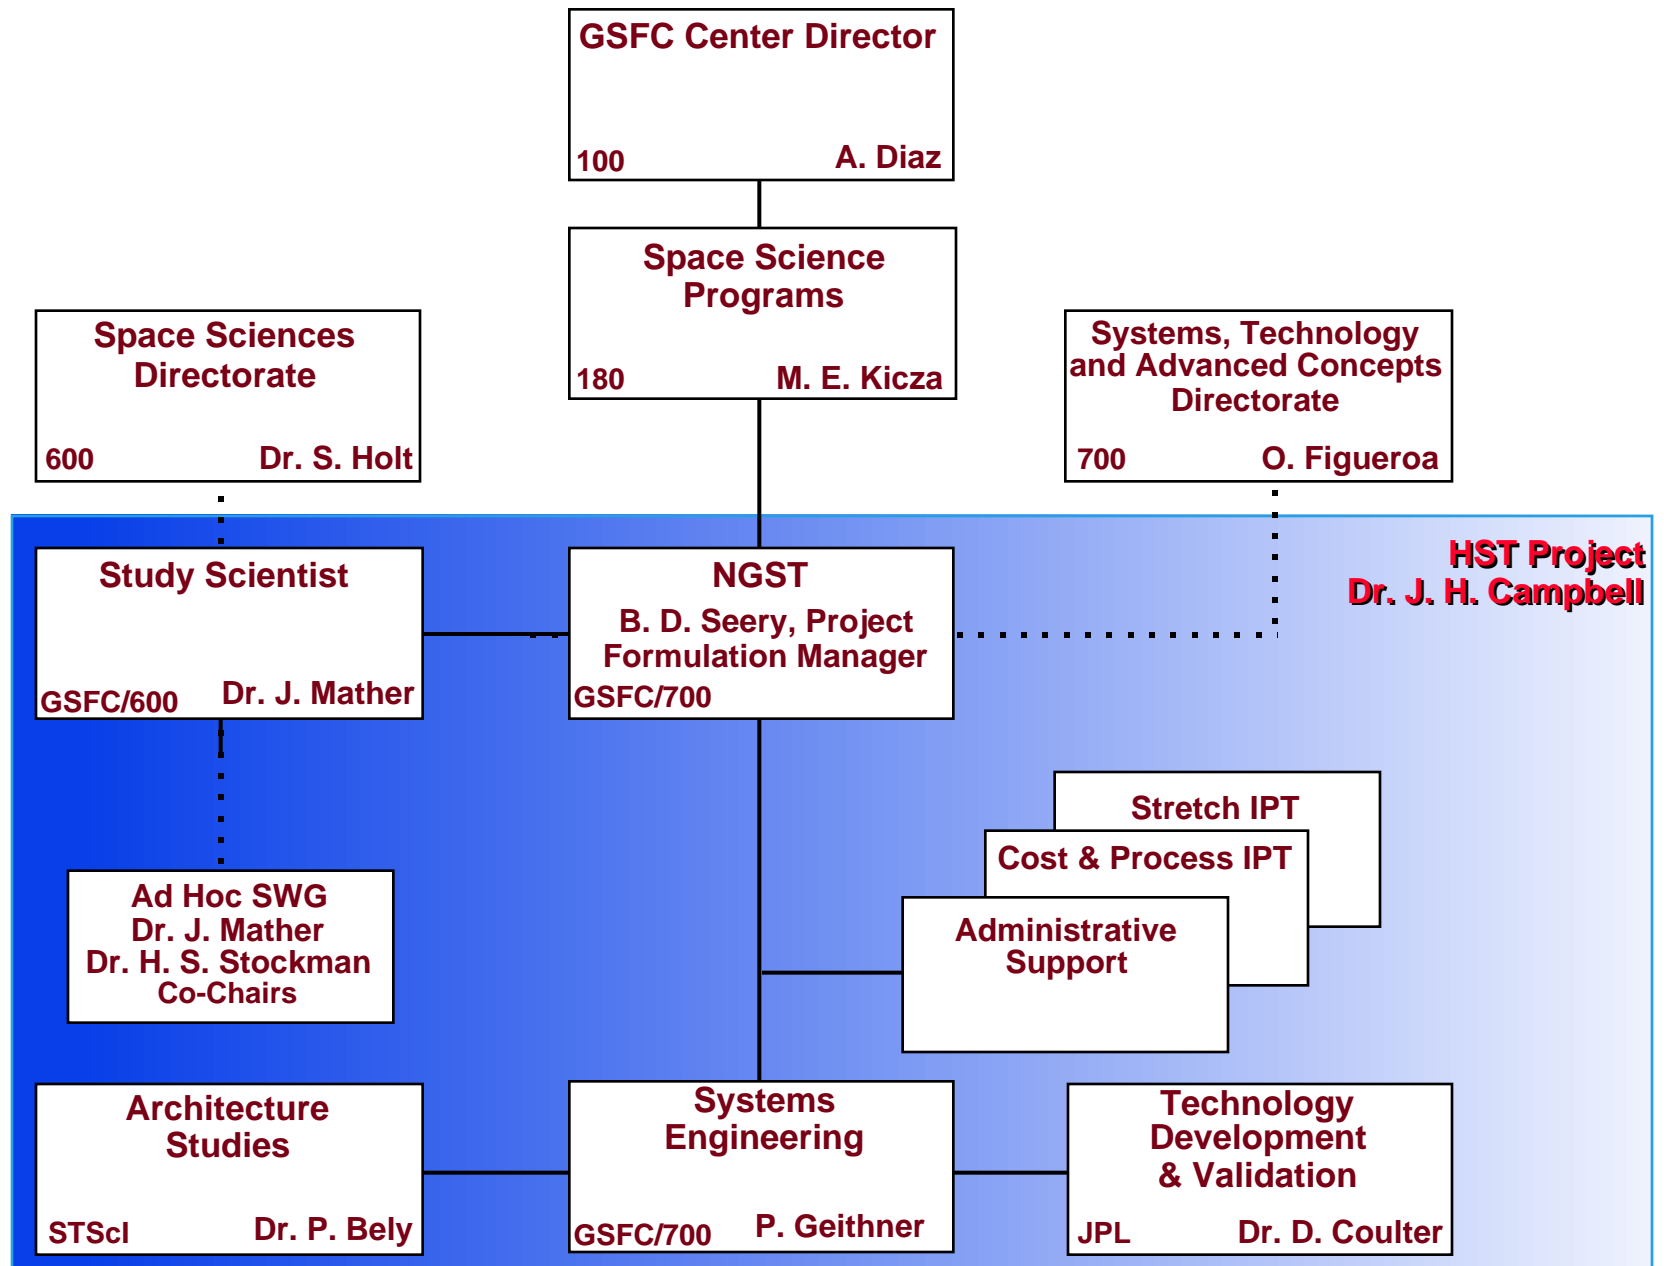 GSFC Center Director
100
A. Diaz
Space Science
Programs
180
M. E. Kicza
Space Sciences
Directorate
600
Dr. S. Holt
Systems, Technology
and Advanced Concepts
Directorate
700
O. Figueroa
HST Project
Dr. J. H. Campbell
Study Scientist
GSFC/600
Dr. J. Mather
NGST
B. D. Seery, Project
Formulation Manager
GSFC/700
Stretch IPT
Cost & Process IPT
Administrative
Support
Ad Hoc SWG
Dr. J. Mather
Dr. H. S. Stockman
Co-Chairs
Architecture
Studies
STScI
Dr. P. Bely
Systems
Engineering
GSFC/700
P. Geithner
Technology
Development
& Validation
JPL
Dr. D. Coulter